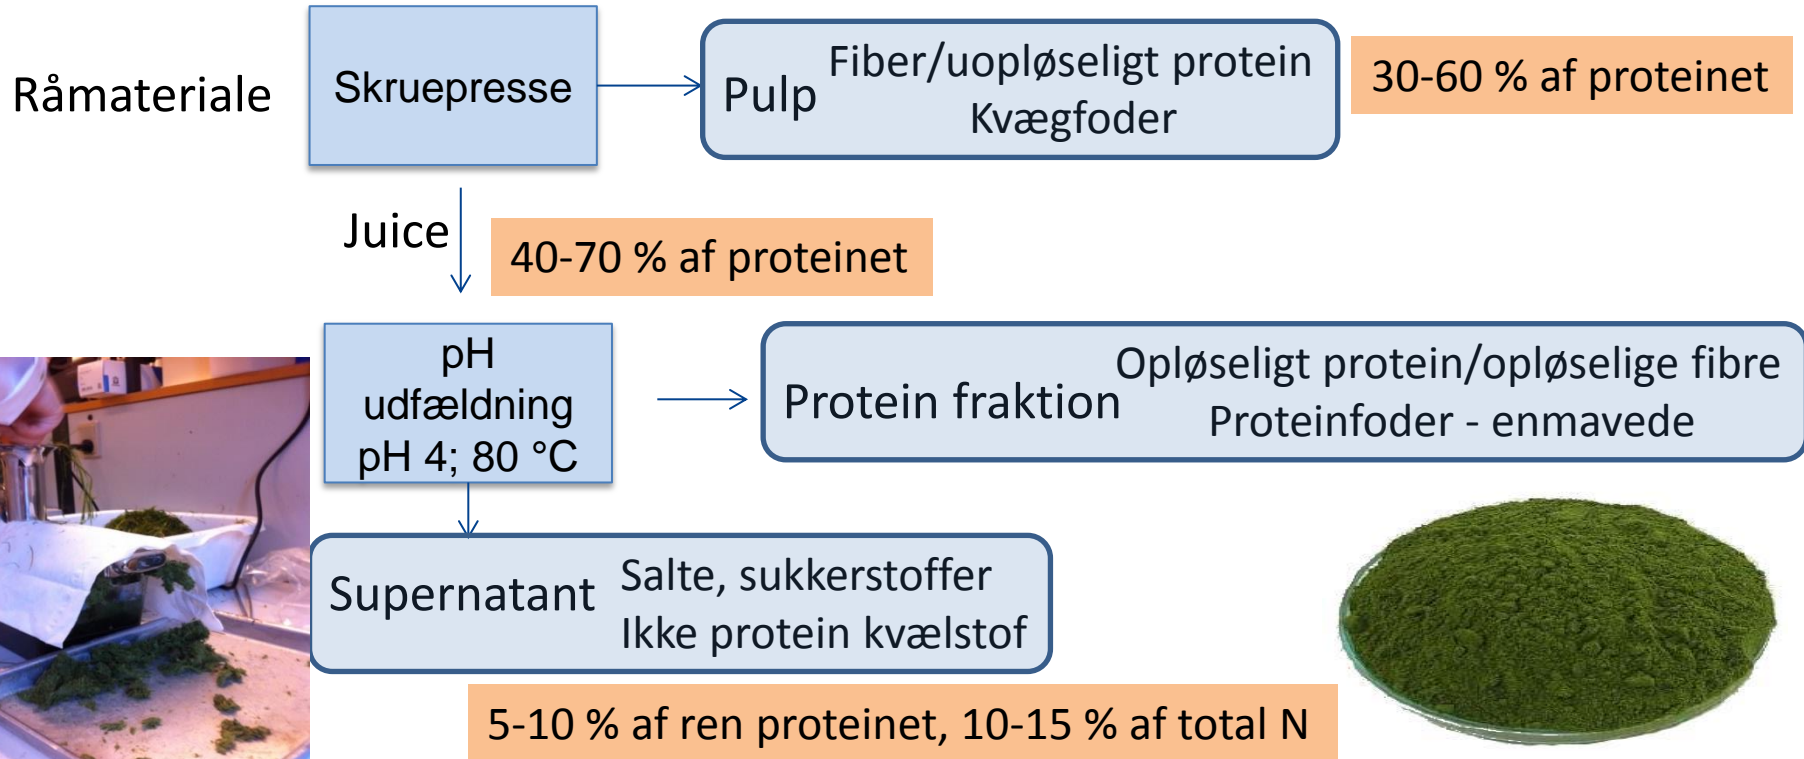 Råmateriale
Skruepresse
Pulp
Fiber/uopløseligt protein
Kvægfoder
30-60 % af proteinet
Juice
40-70 % af proteinet
pH
udfældning
pH 4; 80 °C
Protein fraktion
Opløseligt protein/opløselige fibre
Proteinfoder - enmavede
Supernatant
Salte, sukkerstoffer
Ikke protein kvælstof
5-10 % af ren proteinet, 10-15 % af total N